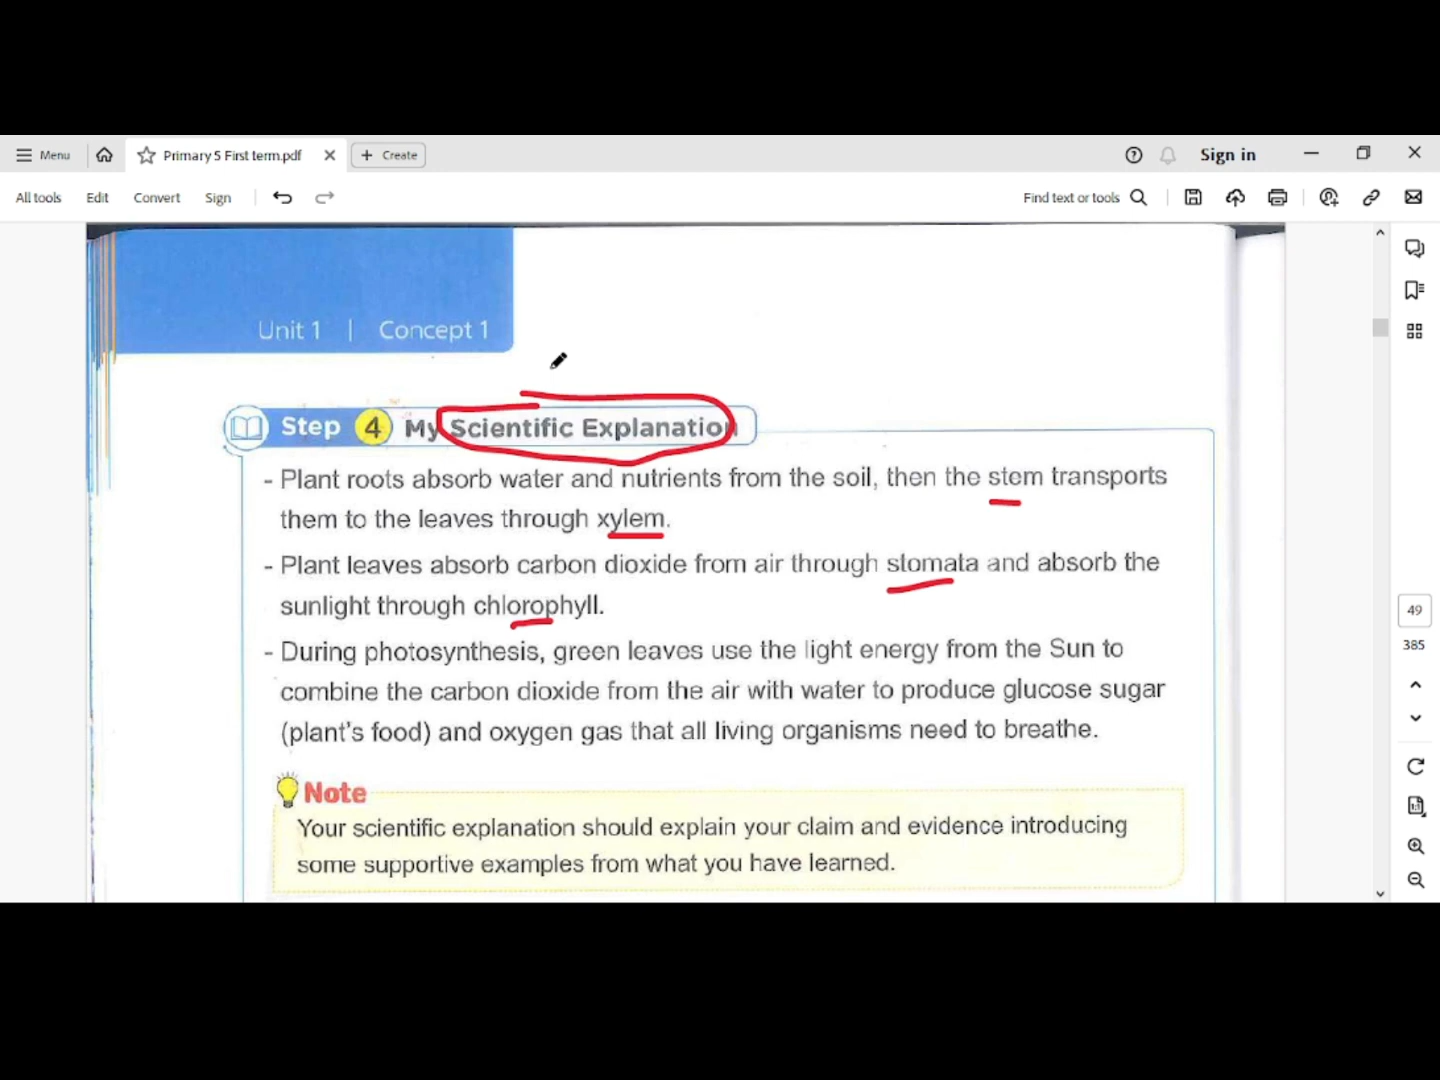 Menu
Primary 5 First term.pdf
Create
Sign in
All tools
Edit
Convert
Sign
Find text or tools
Unit 1 | Concept 1
Step 4 My Scientific Explanation
- Plant roots absorb water and nutrients from the soil, then the stem transports
them to the leaves through xylem.
- Plant leaves absorb carbon dioxide from air through stomata and absorb the
sunlight through chlorophyll.
- During photosynthesis, green leaves use the light energy from the Sun to
combine the carbon dioxide from the air with water to produce glucose sugar
(plant's food) and oxygen gas that all living organisms need to breathe.
Note
Your scientific explanation should explain your claim and evidence introducing
some supportive examples from what you have learned.
49
385